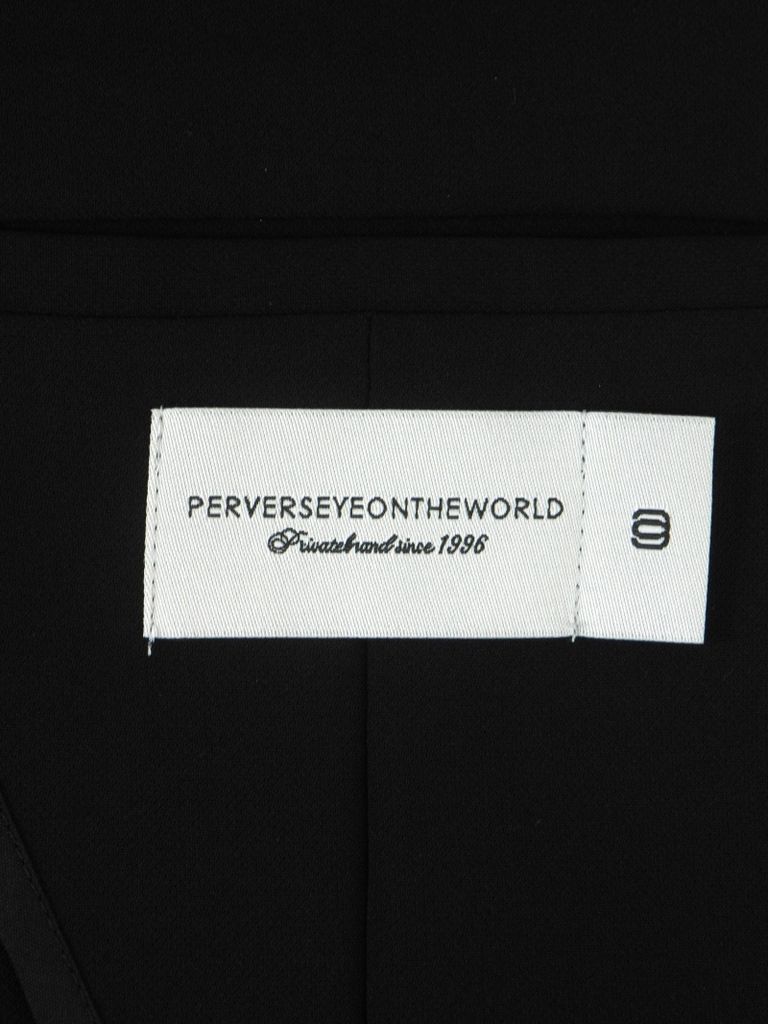 PERVERSEYEONTHEWORLD
Privatebrand since 1996